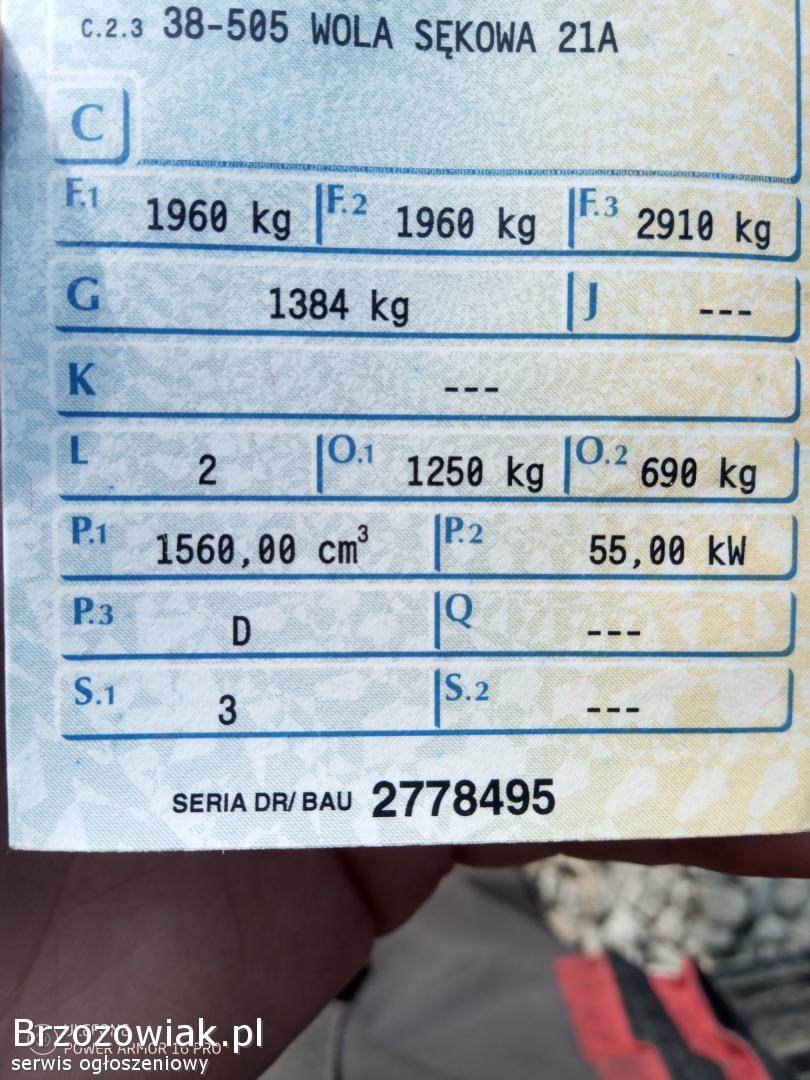 C.2.3 38-505 WOLA SĘKOWA 21A
C
F.1 1960 kg F.2 1960 kg F.3 2910 kg
G 1384 kg J ---
K ---
L 2 O.1 1250 kg O.2 690 kg
P.1 1560,00 cm³ P.2 55,00 kW
P.3 D Q ---
S.1 3 S.2 ---
SERIA DR/ BAU 2778495
Brzozowiak.pl
POWER ARMOR 16 PRO
serwis ogłoszeniowy